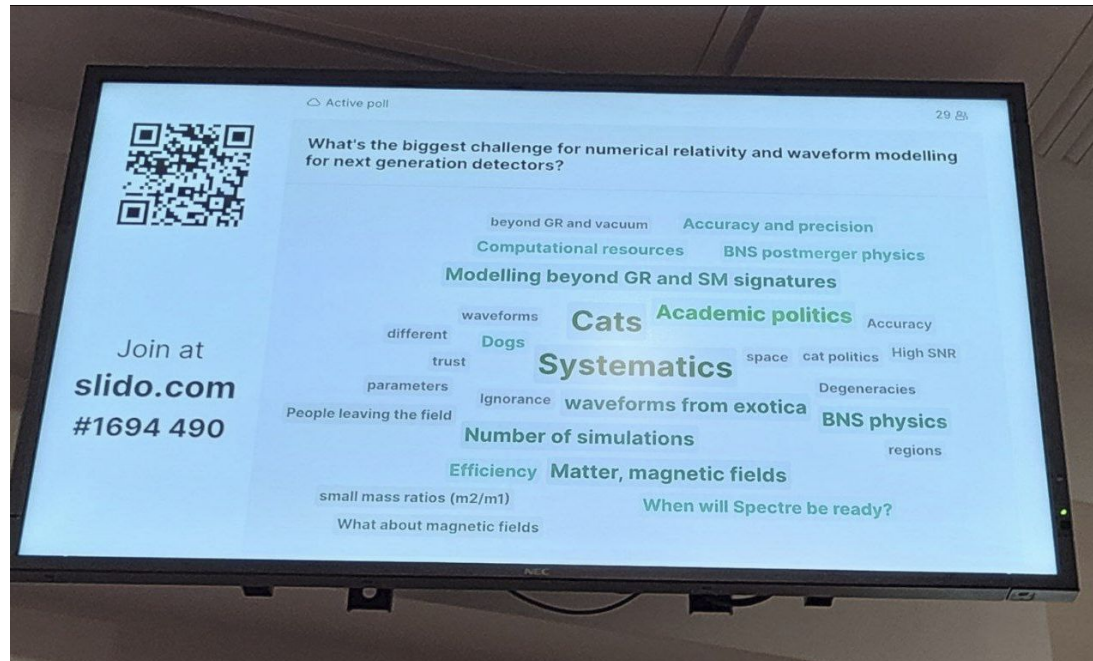 Active poll
29
What's the biggest challenge for numerical relativity and waveform modelling
for next generation detectors?
beyond GR and vacuum
Accuracy and precision
Computational resources
BNS postmerger physics
Modelling beyond GR and SM signatures
waveforms
Cats
Academic politics
Accuracy
different
Dogs
trust
Systematics
space
cat politics
High SNR
parameters
Ignorance
waveforms from exotica
Degeneracies
People leaving the field
BNS physics
Number of simulations
regions
Efficiency
Matter, magnetic fields
small mass ratios (m2/m1)
When will Spectre be ready?
What about magnetic fields
Join at
slido.com
#1694 490
NEC